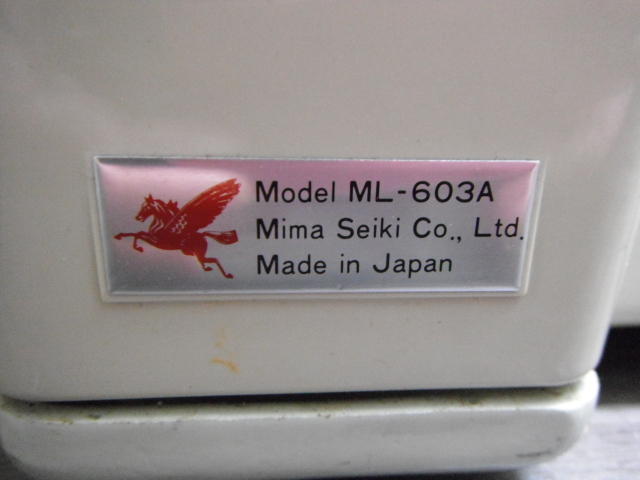 Model ML-603A
Mima Seiki Co., Ltd.
Made in Japan